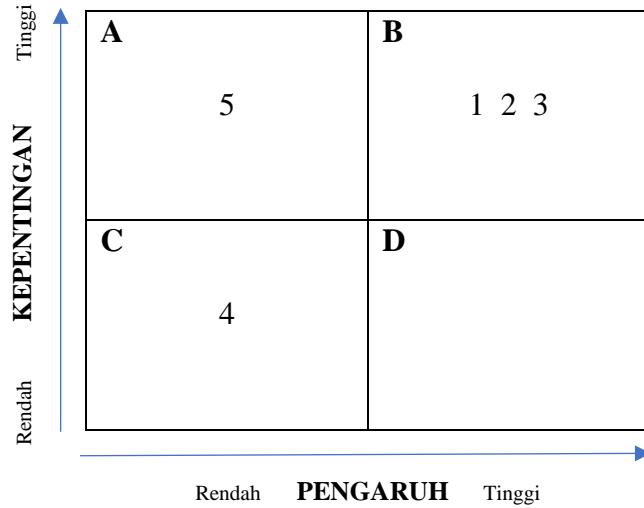 Tinggi
KEPENTINGAN
Rendah
A
B
5
1 2 3
C
D
4
Rendah PENGARUH Tinggi